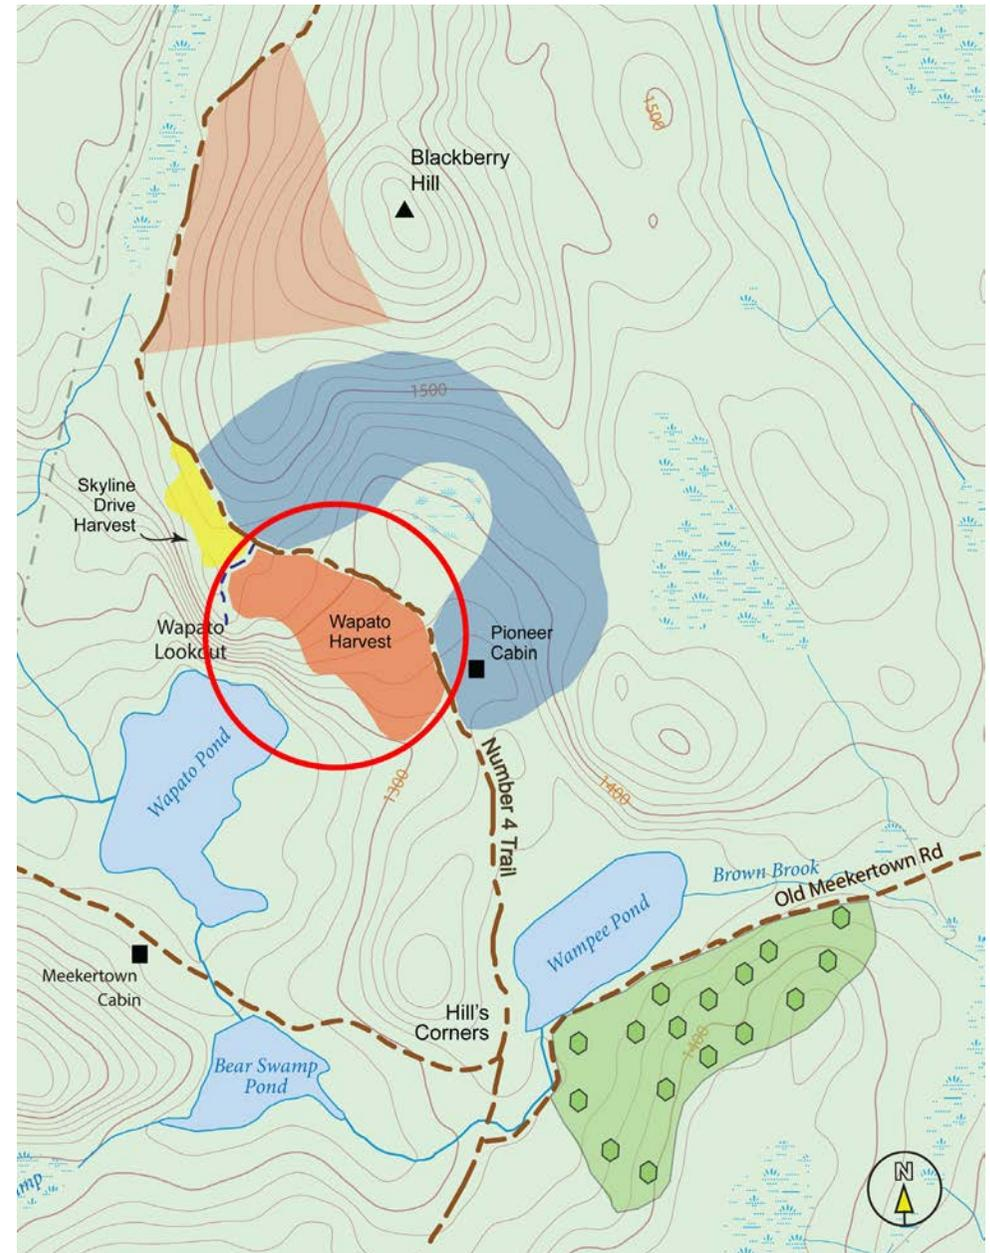 1500
Blackberry
Hill
1500
Skyline
Drive
Harvest
Wapato
Lookout
Wapato
Harvest
Pioneer
Cabin
Wapato Pond
1300
Number 4 Trail
1400
Brown Brook
Old Meekertown Rd
Wampee Pond
Meekertown
Cabin
Hill's
Corners
1400
Bear Swamp
Pond
mp
N